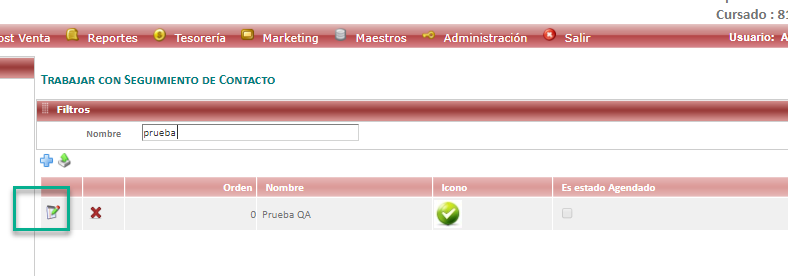 Cursado : 81
ost Venta Reportes Tesorería Marketing Maestros Administración Salir Usuario: A
TRABAJAR CON SEGUIMIENTO DE CONTACTO
Filtros
Nombre prueba
Orden Nombre Icono Es estado Agendado
0 Prueba QA